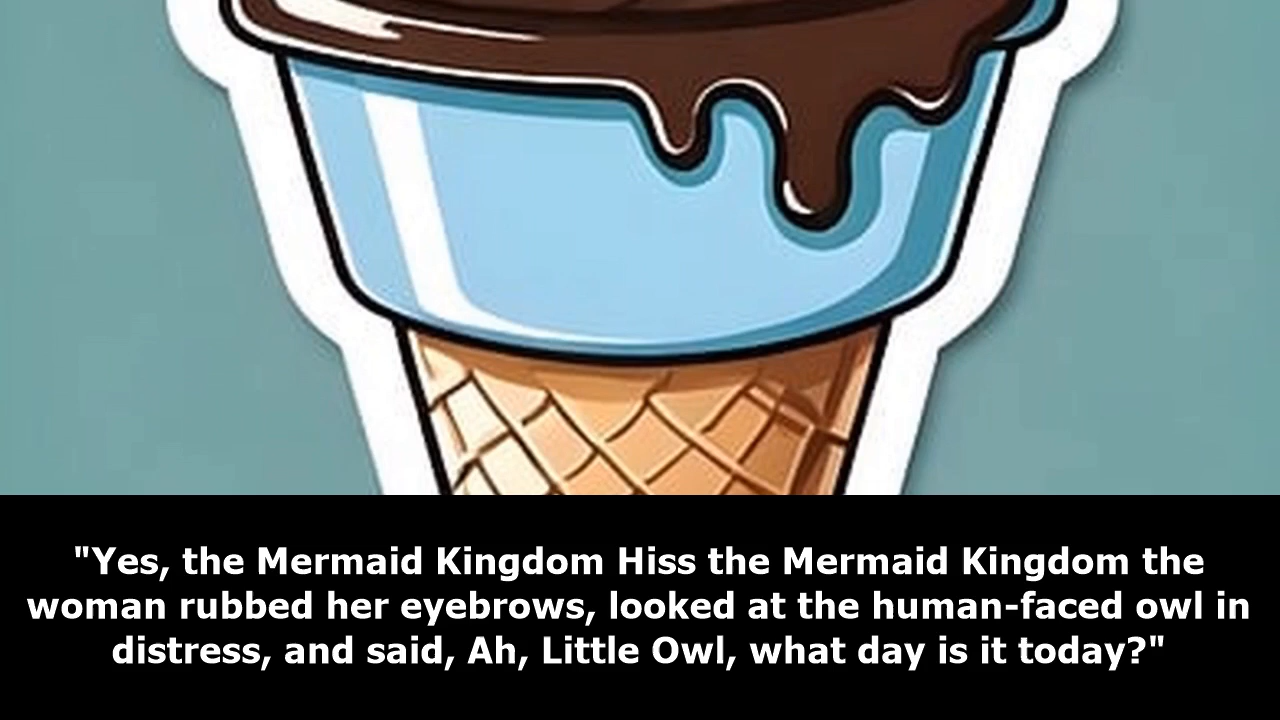 "Yes, the Mermaid Kingdom Hiss the Mermaid Kingdom the
woman rubbed her eyebrows, looked at the human-faced owl in
distress, and said, Ah, Little Owl, what day is it today?"